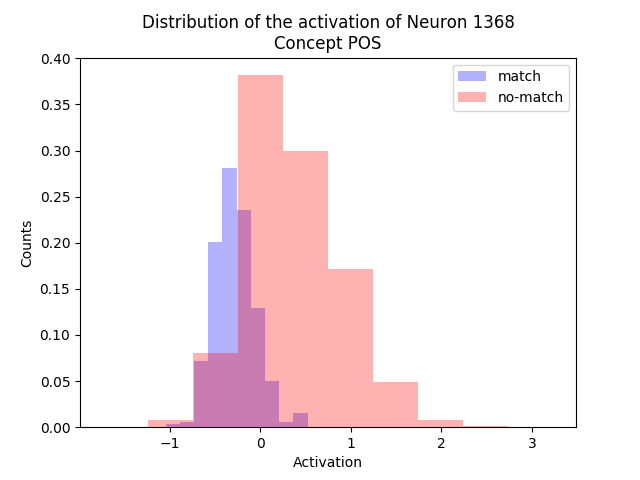 Distribution of the activation of Neuron 1368
Concept POS
match
no-match
Counts
0.40
0.35
0.30
0.25
0.20
0.15
0.10
0.05
0.00
−1
0
1
2
3
Activation